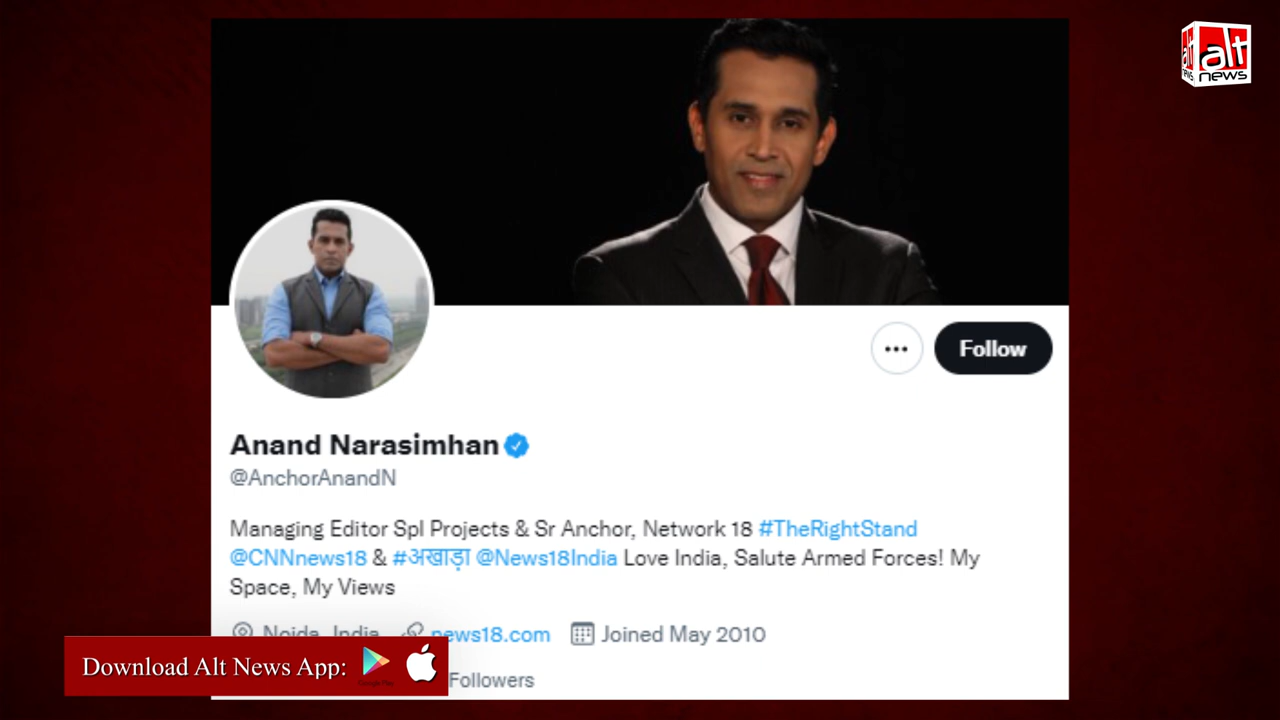 alt
news
Follow
Anand Narasimhan
@AnchorAnandN
Managing Editor Spl Projects & Sr Anchor, Network 18 #TheRightStand
@CNNnews18 & #अखाड़ा @News18India Love India, Salute Armed Forces! My
Space, My Views
Noida, India news18.com Joined May 2010
Followers
Download Alt News App: